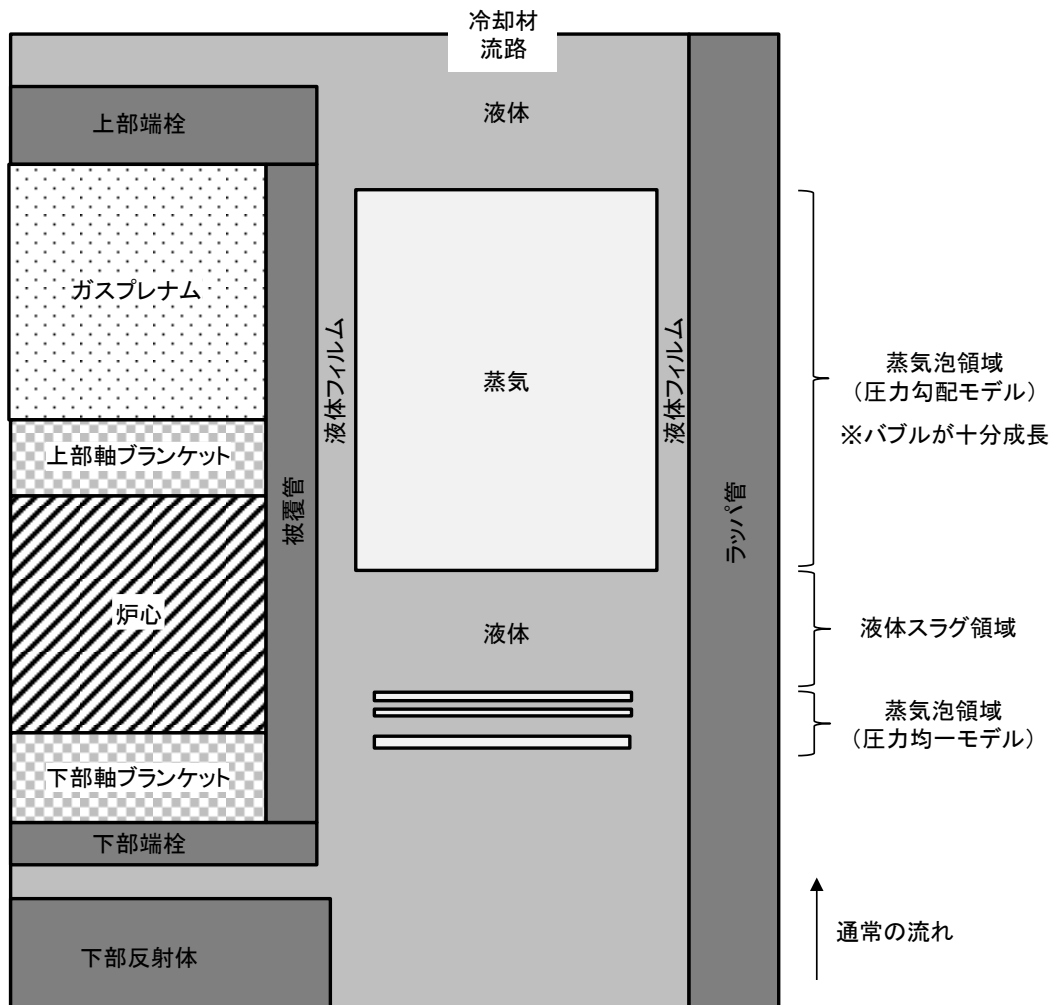 冷却材
流路
液体
上部端栓
ガスプレナム
液体フィルム
蒸気
液体フィルム
蒸気泡領域
(圧力勾配モデル)
※バブルが十分成長
上部軸ブランケット
被覆管
ラッパ管
炉心
液体
液体スラグ領域
蒸気泡領域
(圧力均一モデル)
下部軸ブランケット
下部端栓
下部反射体
通常の流れ